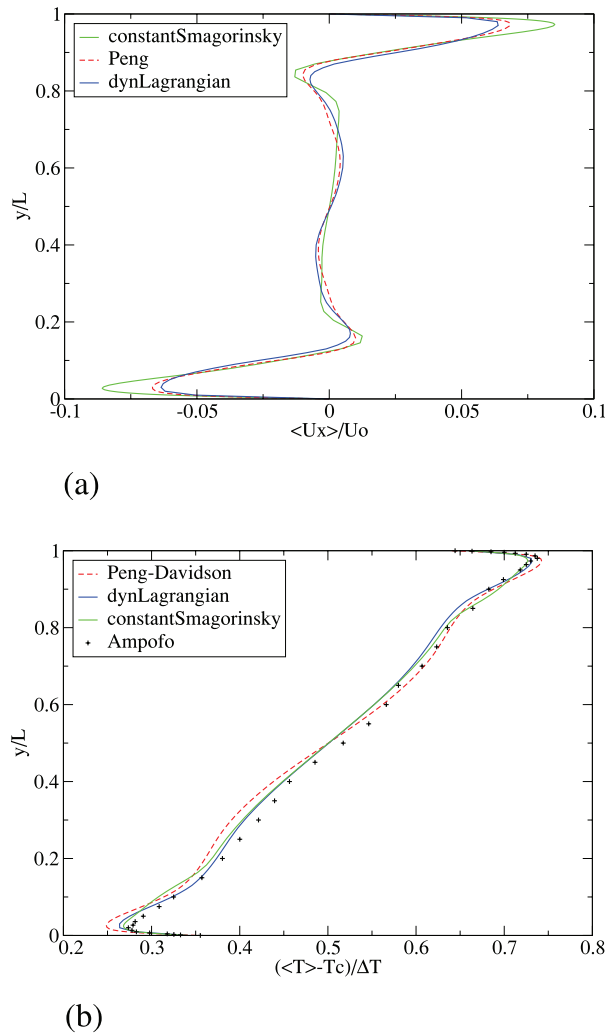 constantSmagorinsky
Peng
dynLagrangian
1
0.8
0.6
0.4
0.2
0
y/L
-0.1
-0.05
0
0.05
0.1
<Ux>/Uo
(a)
Peng-Davidson
dynLagrangian
constantSmagorinsky
Ampofo
1
0.8
0.6
0.4
0.2
0
y/L
0.2
0.3
0.4
0.5
0.6
0.7
0.8
(<T>-Tc)/ΔT
(b)